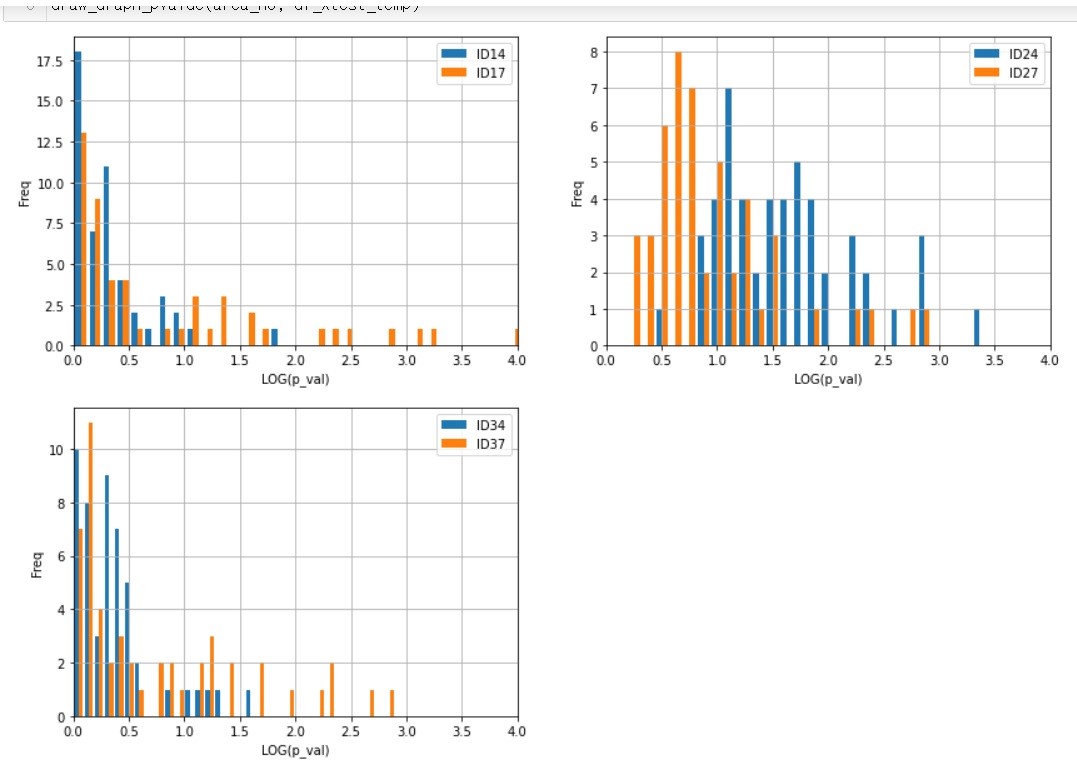 draw_graph_pvalue(area_no, df_xtest_temp)
ID14
ID17
17.5
15.0
12.5
10.0
7.5
5.0
2.5
0.0
Freq
0.0 0.5 1.0 1.5 2.0 2.5 3.0 3.5 4.0
LOG(p_val)
ID24
ID27
8
7
6
5
4
3
2
1
0
Freq
0.0 0.5 1.0 1.5 2.0 2.5 3.0 3.5 4.0
LOG(p_val)
ID34
ID37
10
8
6
4
2
0
Freq
0.0 0.5 1.0 1.5 2.0 2.5 3.0 3.5 4.0
LOG(p_val)